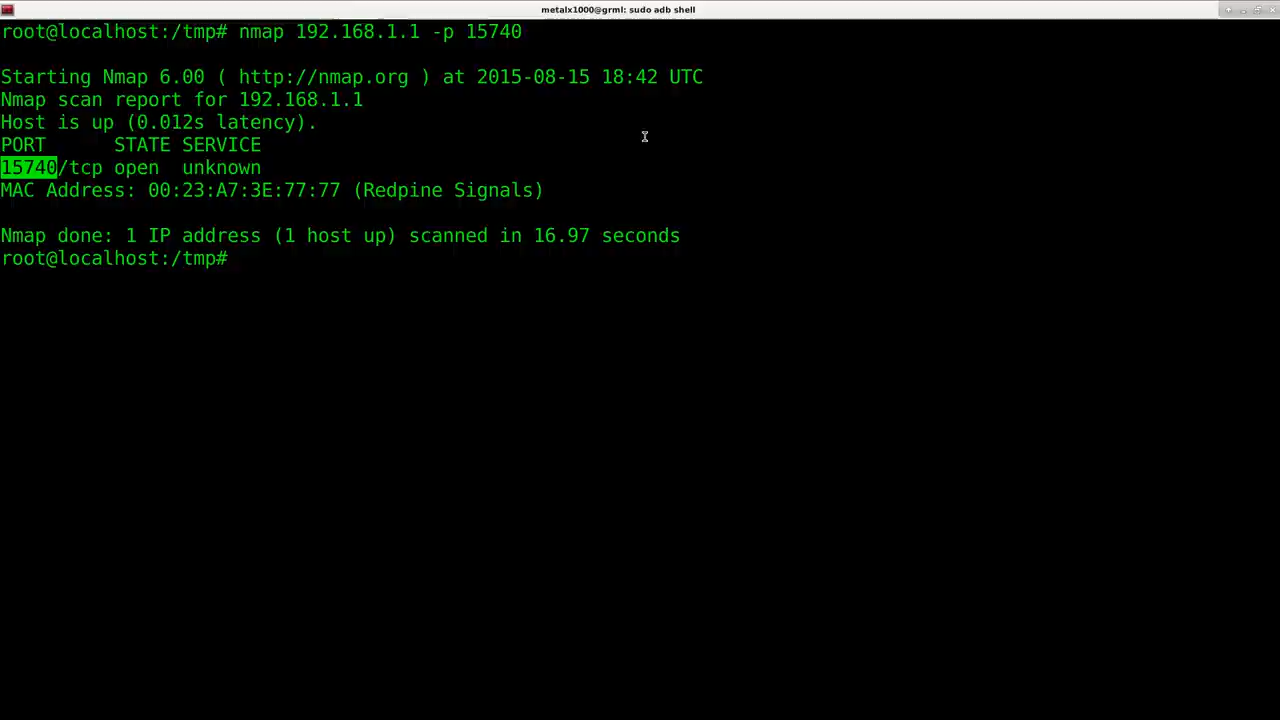 metalx1000@grml: sudo adb shell
root@localhost:/tmp# nmap 192.168.1.1 -p 15740
Starting Nmap 6.00 ( http://nmap.org ) at 2015-08-15 18:42 UTC
Nmap scan report for 192.168.1.1
Host is up (0.012s latency).
PORT      STATE SERVICE
15740/tcp open  unknown
MAC Address: 00:23:A7:3E:77:77 (Redpine Signals)
Nmap done: 1 IP address (1 host up) scanned in 16.97 seconds
root@localhost:/tmp#